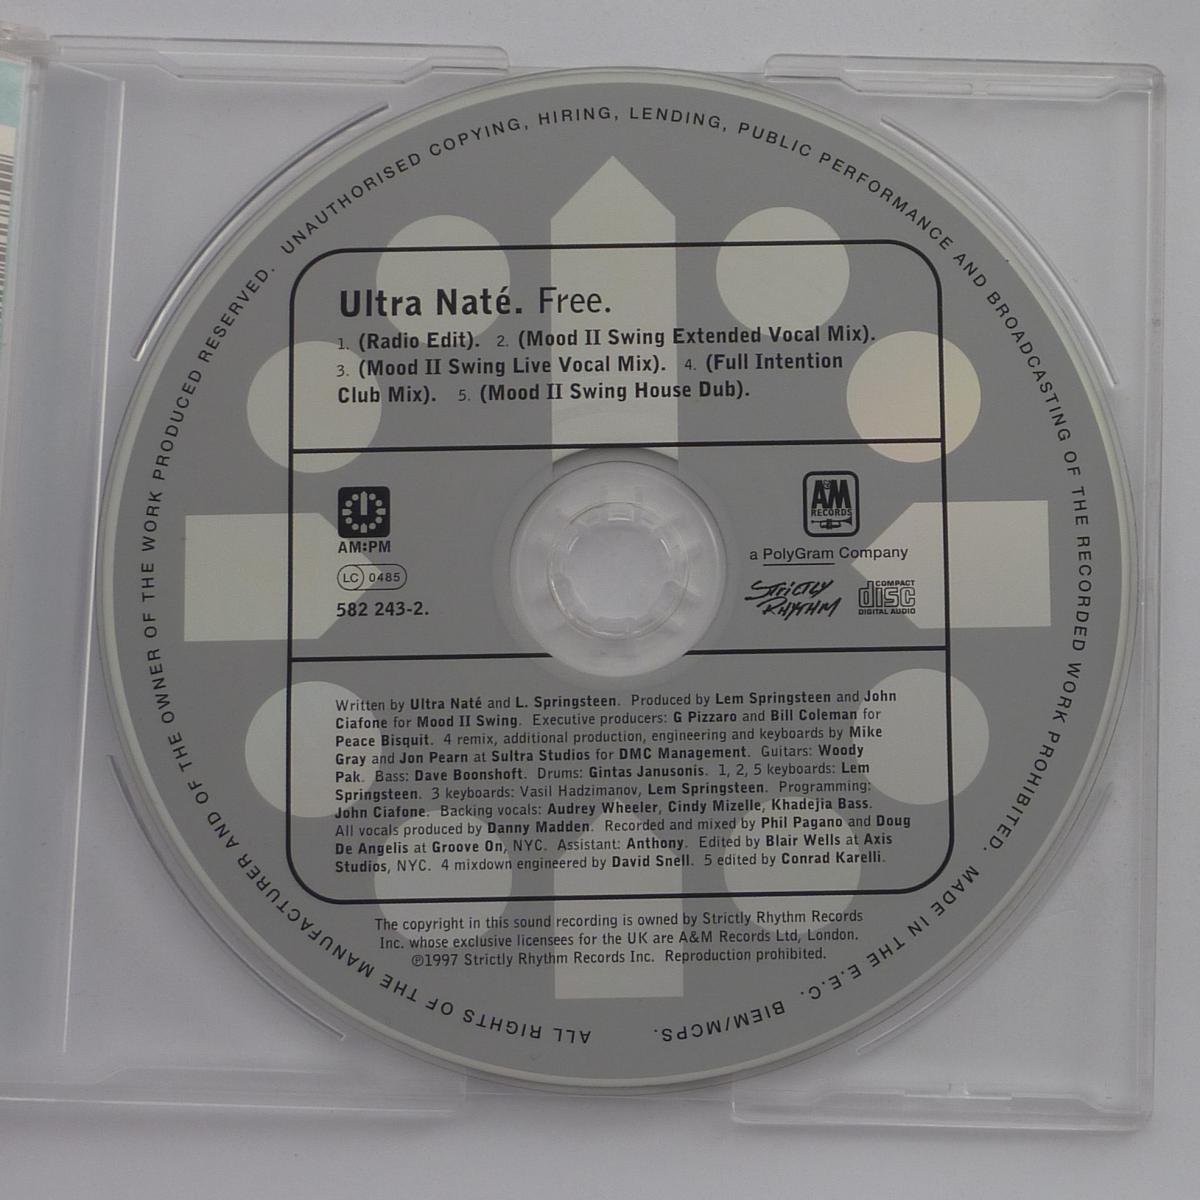 ALL RIGHTS OF THE MANUFACTURER AND OF THE OWNER OF THE WORK PRODUCED RESERVED. UNAUTHORISED COPYING, HIRING, LENDING, PUBLIC PERFORMANCE AND BROADCASTING OF THE RECORDED WORK PROHIBITED. MADE IN THE E.E.C. BIEM/MCPS.
Ultra Naté. Free.
1. (Radio Edit). 2. (Mood II Swing Extended Vocal Mix).
3. (Mood II Swing Live Vocal Mix). 4. (Full Intention
Club Mix). 5. (Mood II Swing House Dub).
AM:PM
LC 0485
582 243-2.
A&M
RECORDS
a PolyGram Company
STRICTLY
RHYTHM
COMPACT
disc
DIGITAL AUDIO
Written by Ultra Naté and L. Springsteen. Produced by Lem Springsteen and John
Ciafone for Mood II Swing. Executive producers: G Pizzaro and Bill Coleman for
Peace Bisquit. 4 remix, additional production, engineering and keyboards by Mike
Gray and Jon Pearn at Sultra Studios for DMC Management. Guitars: Woody
Pak. Bass: Dave Boonshoft. Drums: Gintas Janusonis. 1, 2, 5 keyboards: Lem
Springsteen. 3 keyboards: Vasil Hadzimanov, Lem Springsteen. Programming:
John Ciafone. Backing vocals: Audrey Wheeler, Cindy Mizelle, Khadejia Bass.
All vocals produced by Danny Madden. Recorded and mixed by Phil Pagano and Doug
De Angelis at Groove On, NYC. Assistant: Anthony. Edited by Blair Wells at Axis
Studios, NYC. 4 mixdown engineered by David Snell. 5 edited by Conrad Karelli.
The copyright in this sound recording is owned by Strictly Rhythm Records
Inc. whose exclusive licensees for the UK are A&M Records Ltd, London.
℗1997 Strictly Rhythm Records Inc. Reproduction prohibited.